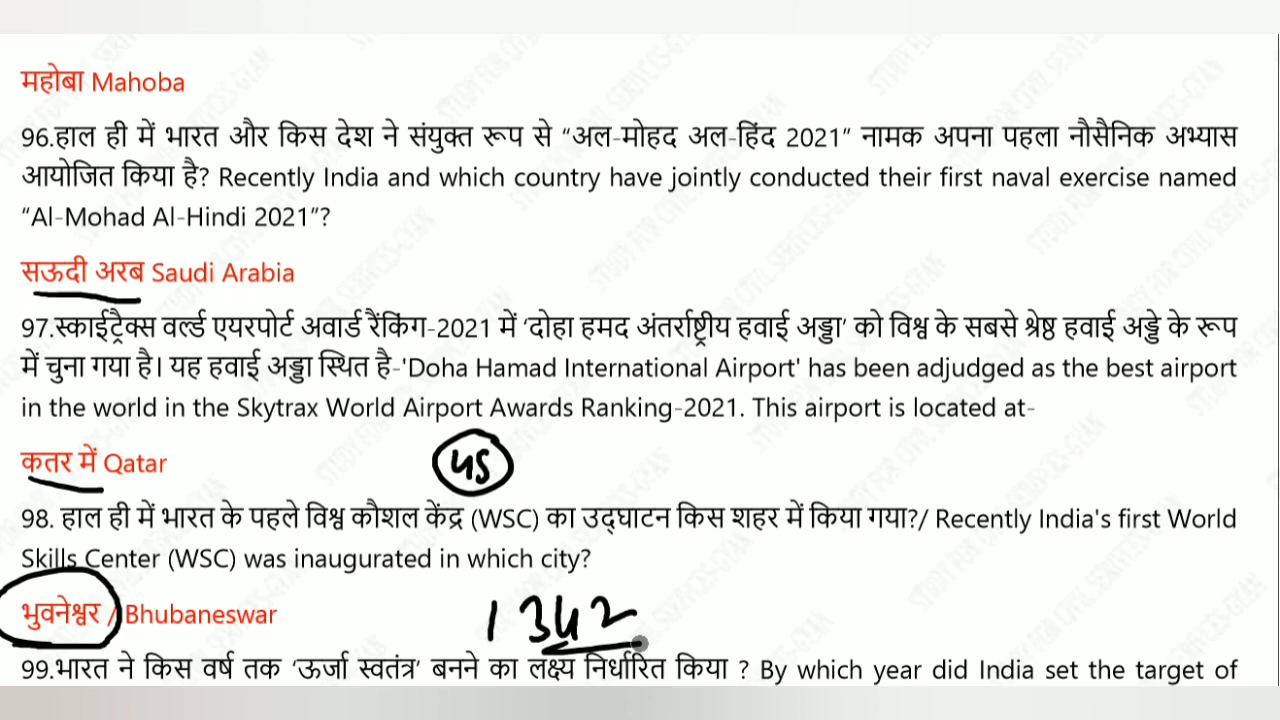 महोबा Mahoba
96.हाल ही में भारत और किस देश ने संयुक्त रूप से “अल-मोहद अल-हिंद 2021” नामक अपना पहला नौसैनिक अभ्यास
आयोजित किया है? Recently India and which country have jointly conducted their first naval exercise named
“Al-Mohad Al-Hindi 2021”?
सऊदी अरब Saudi Arabia
97.स्काईट्रैक्स वर्ल्ड एयरपोर्ट अवार्ड रैंकिंग-2021 में ‘दोहा हमद अंतर्राष्ट्रीय हवाई अड्डा’ को विश्व के सबसे श्रेष्ठ हवाई अड्डे के रूप
में चुना गया है। यह हवाई अड्डा स्थित है-'Doha Hamad International Airport' has been adjudged as the best airport
in the world in the Skytrax World Airport Awards Ranking-2021. This airport is located at-
कतर में Qatar
45
98. हाल ही में भारत के पहले विश्व कौशल केंद्र (WSC) का उद्घाटन किस शहर में किया गया?/ Recently India's first World
Skills Center (WSC) was inaugurated in which city?
भुवनेश्वर / Bhubaneswar
1342
99.भारत ने किस वर्ष तक ‘ऊर्जा स्वतंत्र’ बनने का लक्ष्य निर्धारित किया ? By which year did India set the target of
STUDY FOR CIVIL SERVICES-GYAN